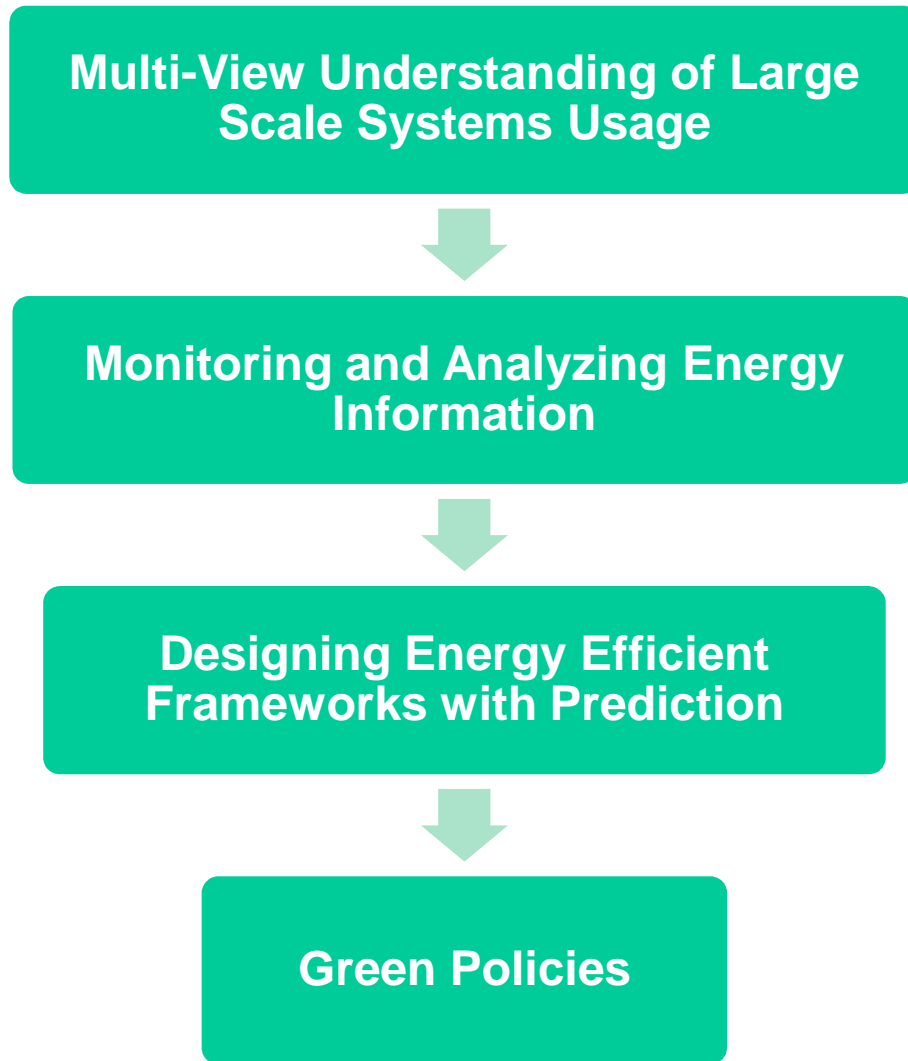 Multi-View Understanding of Large
Scale Systems Usage
Monitoring and Analyzing Energy
Information
Designing Energy Efficient
Frameworks with Prediction
Green Policies